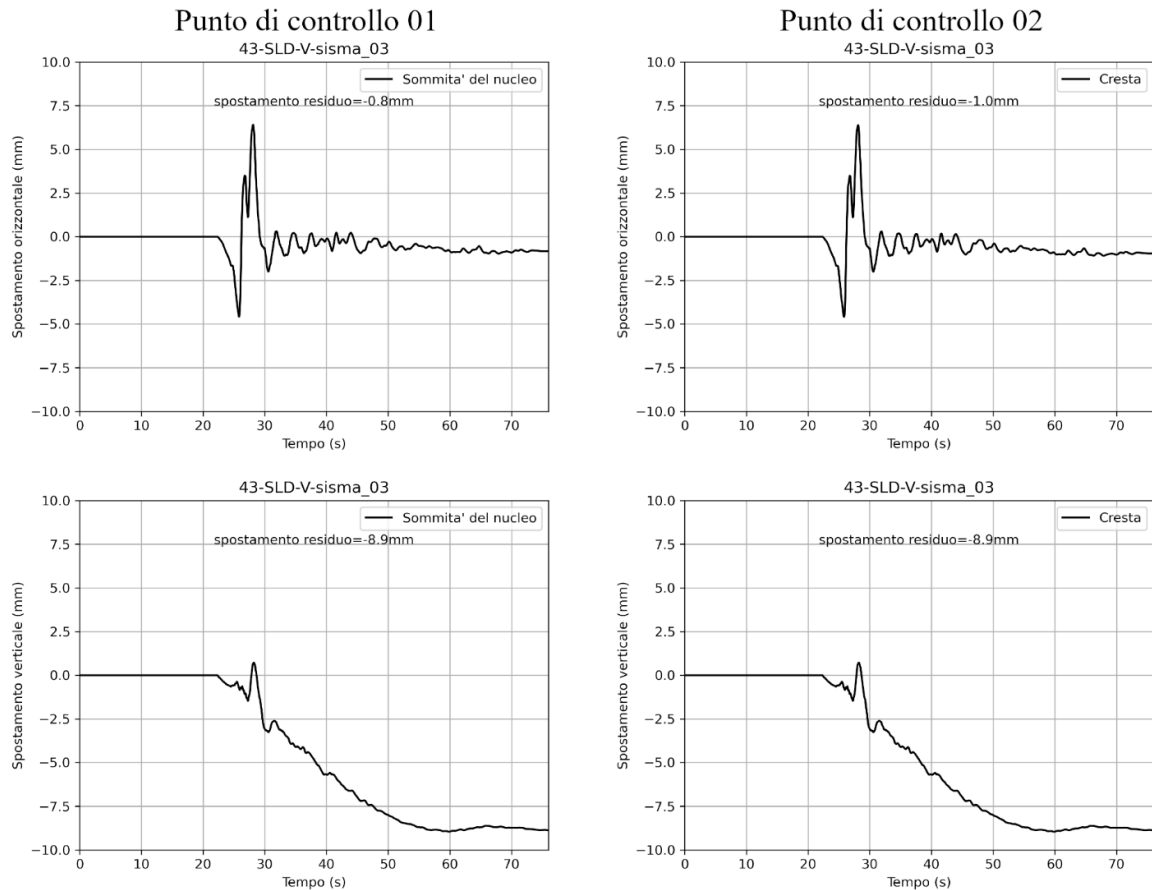 Punto di controllo 01
Punto di controllo 02
43-SLD-V-sisma_03
Sommita' del nucleo
spostamento residuo=-0.8mm
10.0
7.5
5.0
2.5
0.0
−2.5
−5.0
−7.5
−10.0
Spostamento orizzontale (mm)
0 10 20 30 40 50 60 70
Tempo (s)
43-SLD-V-sisma_03
Cresta
spostamento residuo=-1.0mm
10.0
7.5
5.0
2.5
0.0
−2.5
−5.0
−7.5
−10.0
Spostamento orizzontale (mm)
0 10 20 30 40 50 60 70
Tempo (s)
43-SLD-V-sisma_03
Sommita' del nucleo
spostamento residuo=-8.9mm
10.0
7.5
5.0
2.5
0.0
−2.5
−5.0
−7.5
−10.0
Spostamento verticale (mm)
0 10 20 30 40 50 60 70
Tempo (s)
43-SLD-V-sisma_03
Cresta
spostamento residuo=-8.9mm
10.0
7.5
5.0
2.5
0.0
−2.5
−5.0
−7.5
−10.0
Spostamento verticale (mm)
0 10 20 30 40 50 60 70
Tempo (s)